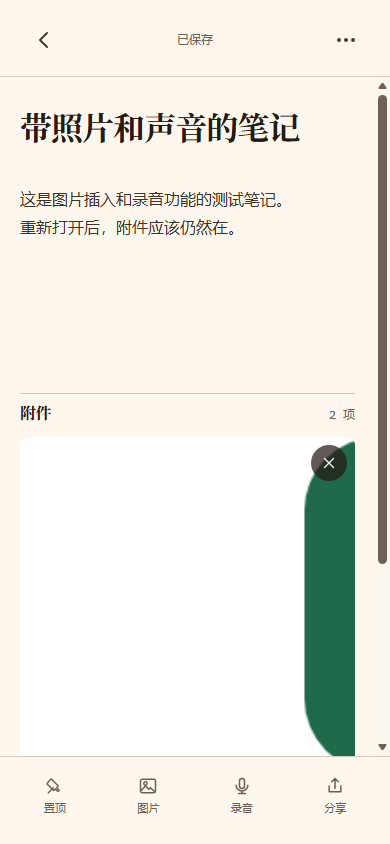 已保存
带照片和声音的笔记
这是图片插入和录音功能的测试笔记。
重新打开后，附件应该仍然在。
附件
2 项
置顶
图片
录音
分享